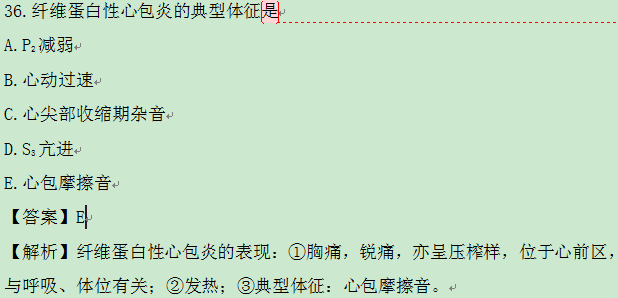 36.纤维蛋白性心包炎的典型体征是
A.P₂减弱
B.心动过速
C.心尖部收缩期杂音
D.S₃亢进
E.心包摩擦音
【答案】E
【解析】纤维蛋白性心包炎的表现：①胸痛，锐痛，亦呈压榨样，位于心前区，
与呼吸、体位有关；②发热；③典型体征：心包摩擦音。